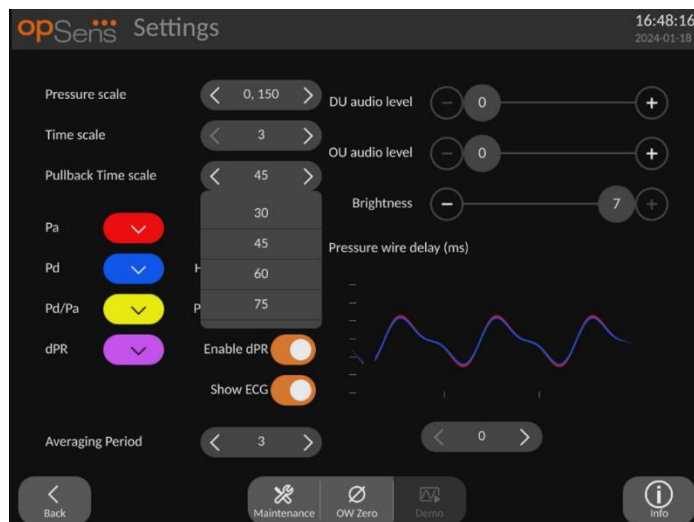 opSens Settings
16:48:16
2024-01-18
Pressure scale
0, 150
DU audio level
0
Time scale
3
OU audio level
0
Pullback Time scale
45
30
45
60
75
Brightness
7
Pa
Pd
H
Pd/Pa
P
dPR
Enable dPR
Show ECG
Pressure wire delay (ms)
Averaging Period
3
0
Back
Maintenance
OW Zero
Demo
Info